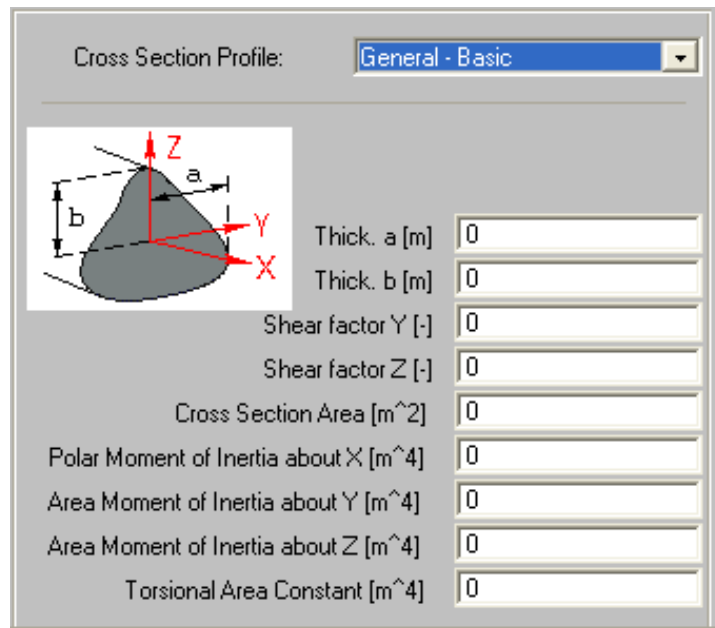 Cross Section Profile: General - Basic
Z
a
b
Y
X
Thick. a [m] 0
Thick. b [m] 0
Shear factor Y [-] 0
Shear factor Z [-] 0
Cross Section Area [m^2] 0
Polar Moment of Inertia about X [m^4] 0
Area Moment of Inertia about Y [m^4] 0
Area Moment of Inertia about Z [m^4] 0
Torsional Area Constant [m^4] 0